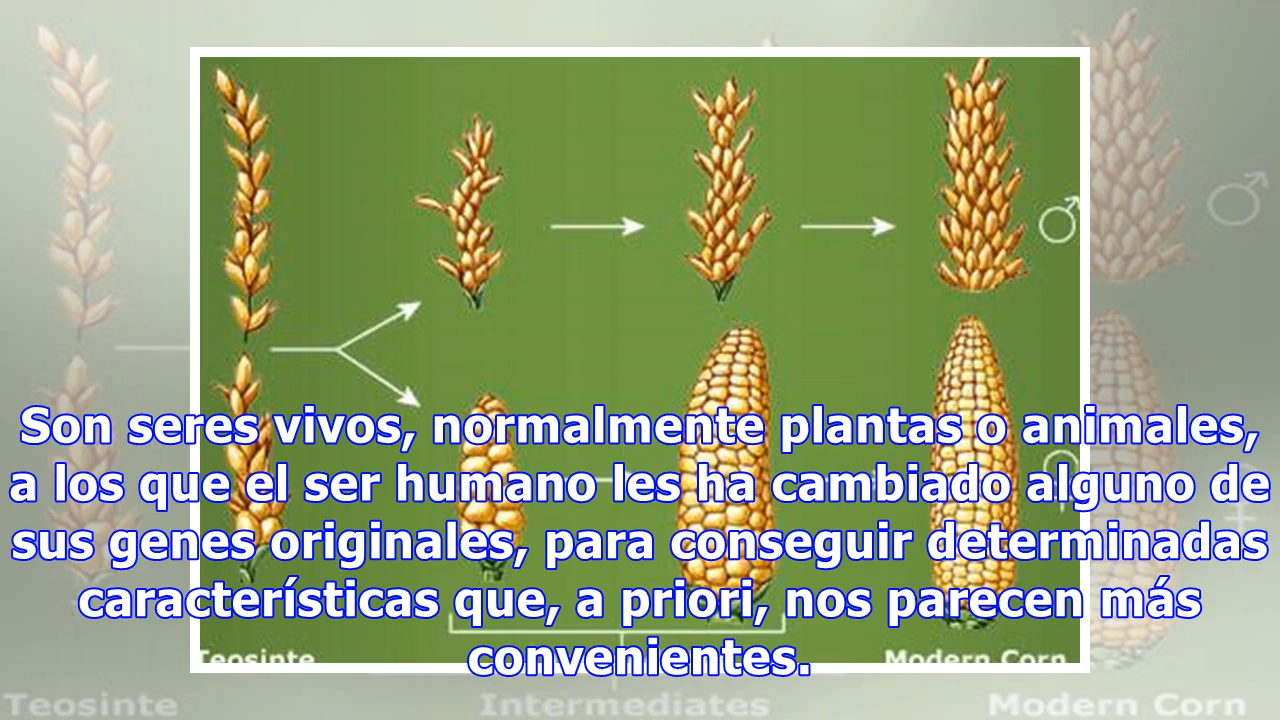 Son seres vivos, normalmente plantas o animales,
a los que el ser humano les ha cambiado alguno de
sus genes originales, para conseguir determinadas
características que, a priori, nos parecen más
convenientes.
Teosinte
Modern Corn
Teosinte
Intermediates
Modern Corn